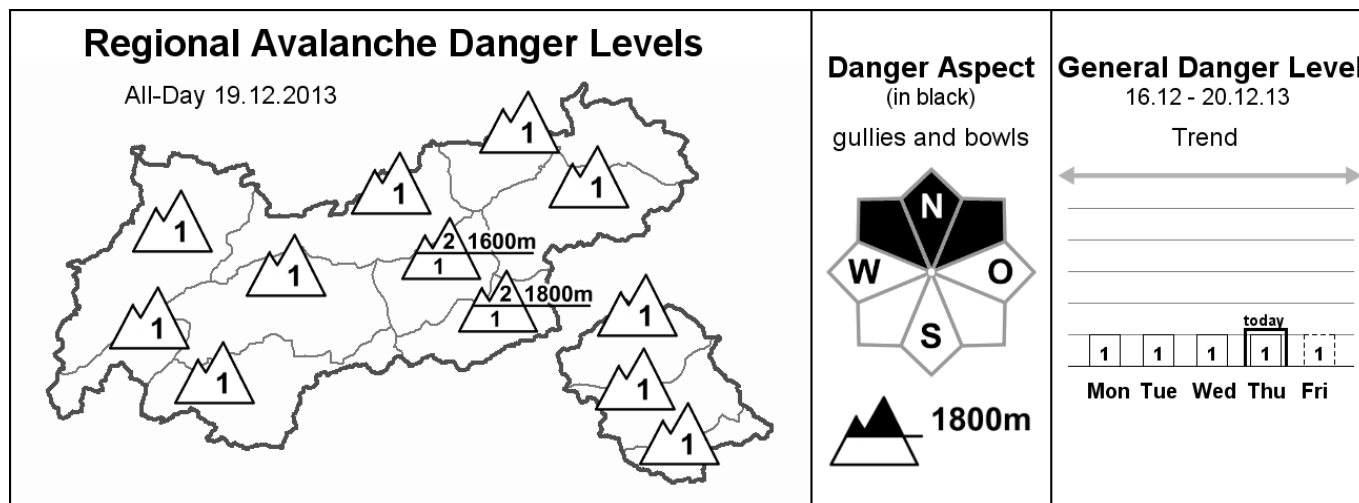 Regional Avalanche Danger Levels
All-Day 19.12.2013
1
1
1
1
1
2 1600m
1
1
2 1800m
1
1
1
1
1
1
Danger Aspect
(in black)
gullies and bowls
N
W O
S
1800m
General Danger Level
16.12 - 20.12.13
Trend
today
1 1 1 1 1
Mon Tue Wed Thu Fri